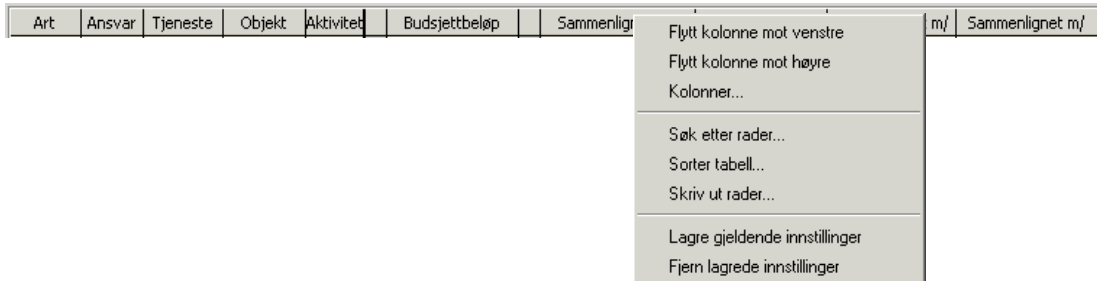 Art Ansvar Tjeneste Objekt Aktivitet Budsjettbeløp Sammenlign m/ Sammenlignet m/
Flytt kolonne mot venstre
Flytt kolonne mot høyre
Kolonner...
Søk etter rader...
Sorter tabell...
Skriv ut rader...
Lagre gjeldende innstillinger
Fjern lagrede innstillinger